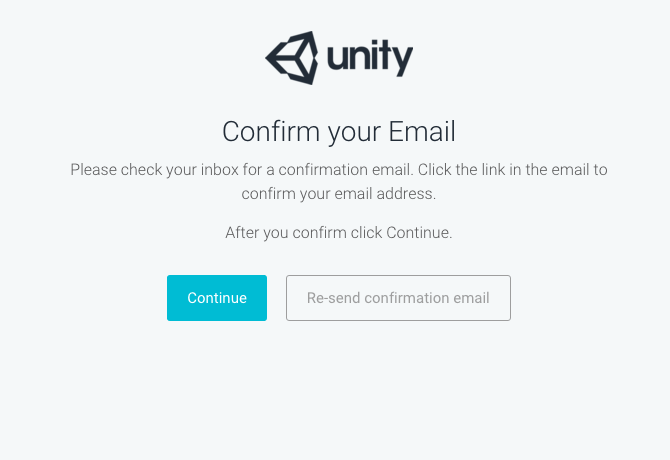 unity
Confirm your Email
Please check your inbox for a confirmation email. Click the link in the email to
confirm your email address.
After you confirm click Continue.
Continue
Re-send confirmation email